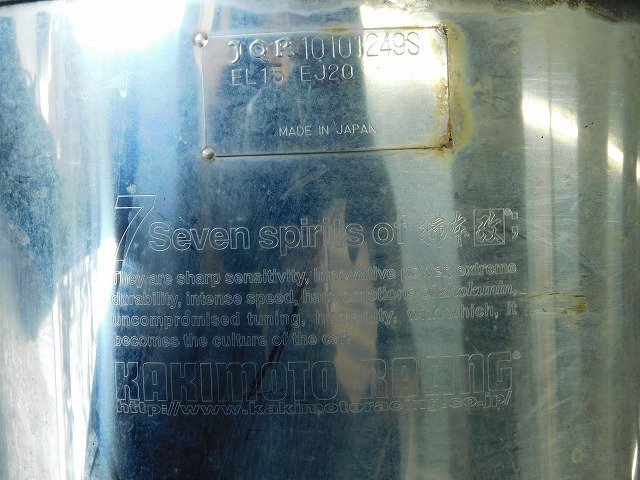 JQR 10101249S
EL15 EJ20
MADE IN JAPAN
7 Seven spirits of 柿本改
They are sharp sensitivity, innovative power, extreme
durability, intense speed, hard emotions of
uncompromised tuning, humanity, until which, it
becomes the culture of the car.
KAKIMOTO RACING®
http://www.kakimotoracing.co.jp/